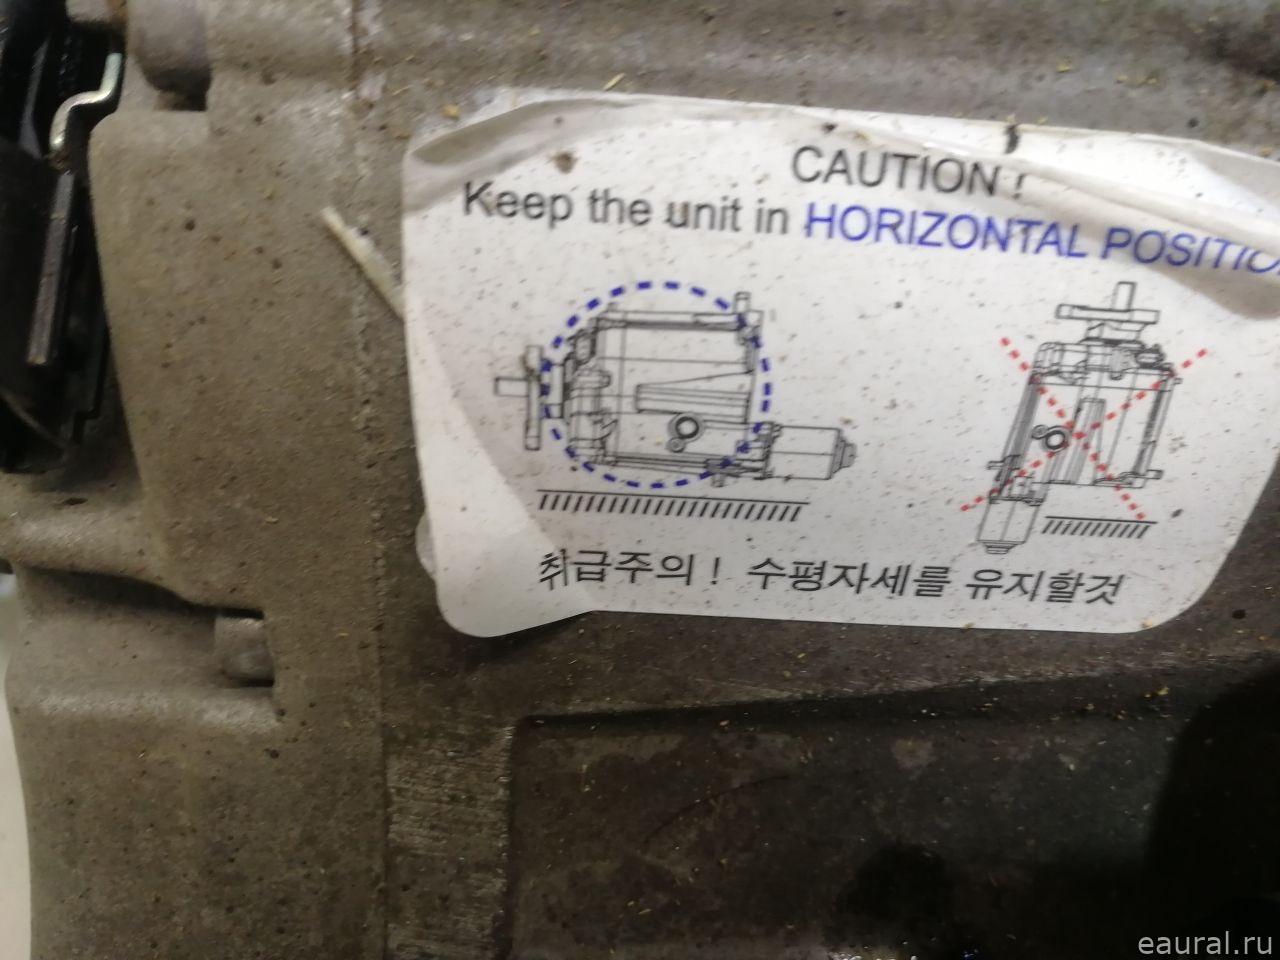 CAUTION !
Keep the unit in HORIZONTAL POSITIO
취급주의 ! 수평자세를 유지할것
eaural.ru